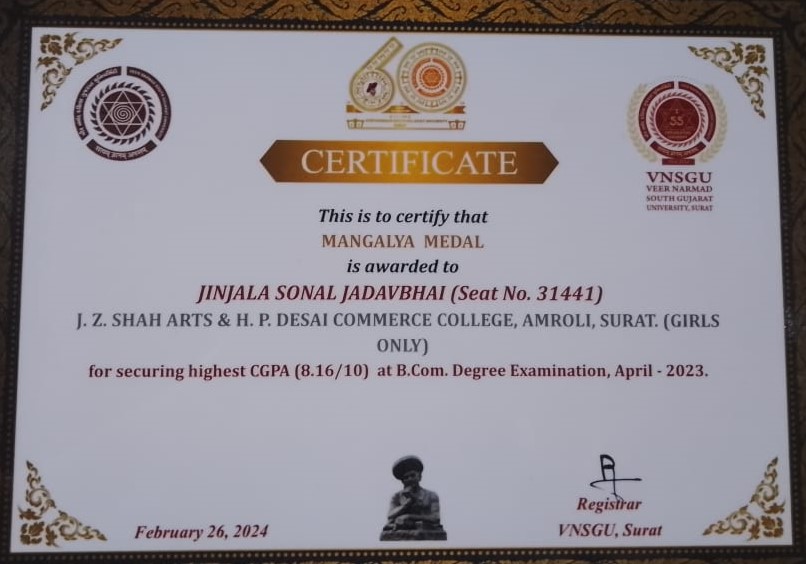 CERTIFICATE
VNSGU
VEER NARMAD
SOUTH GUJARAT
UNIVERSITY, SURAT
This is to certify that
MANGALYA MEDAL
is awarded to
JINJALA SONAL JADAVBHAI (Seat No. 31441)
J. Z. SHAH ARTS & H. P. DESAI COMMERCE COLLEGE, AMROLI, SURAT. (GIRLS
ONLY)
for securing highest CGPA (8.16/10) at B.Com. Degree Examination, April - 2023.
February 26, 2024
Registrar
VNSGU, Surat